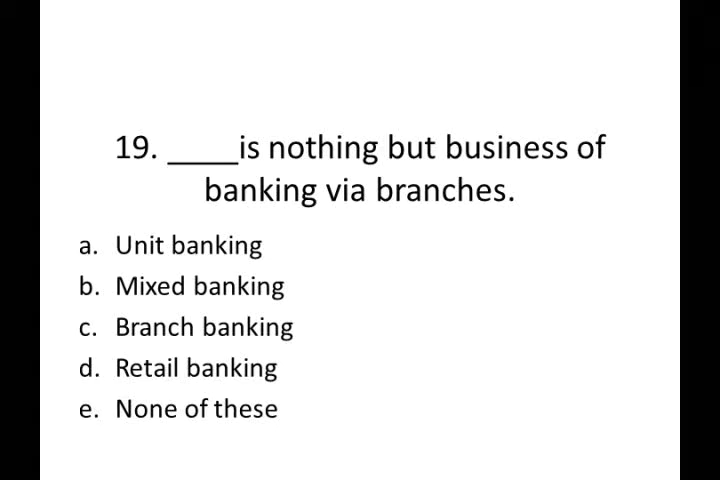 19. ____is nothing but business of
banking via branches.
a. Unit banking
b. Mixed banking
c. Branch banking
d. Retail banking
e. None of these